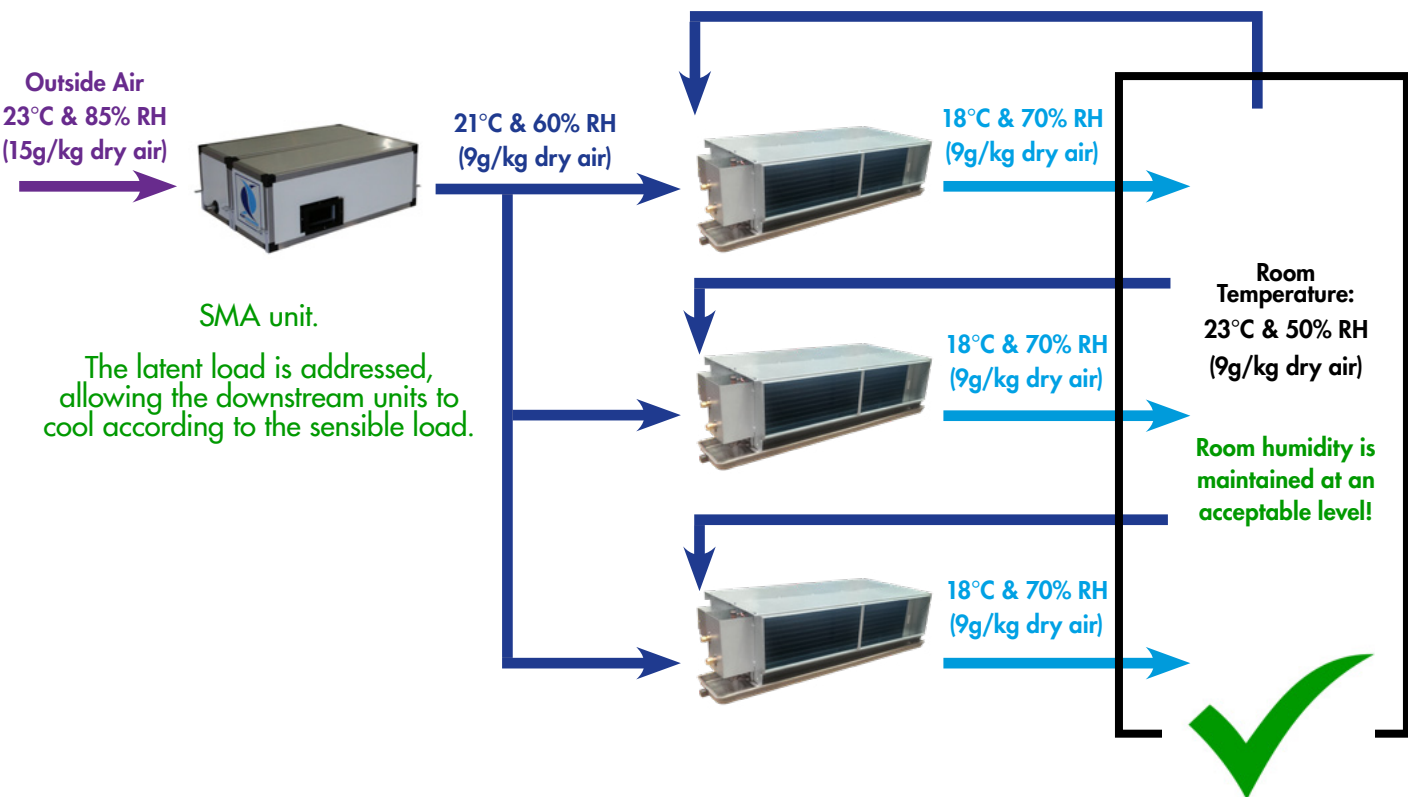 Outside Air
23°C & 85% RH
(15g/kg dry air)
21°C & 60% RH
(9g/kg dry air)
18°C & 70% RH
(9g/kg dry air)
SMA unit.
The latent load is addressed,
allowing the downstream units to
cool according to the sensible load.
18°C & 70% RH
(9g/kg dry air)
Room
Temperature:
23°C & 50% RH
(9g/kg dry air)
Room humidity is
maintained at an
acceptable level!
18°C & 70% RH
(9g/kg dry air)